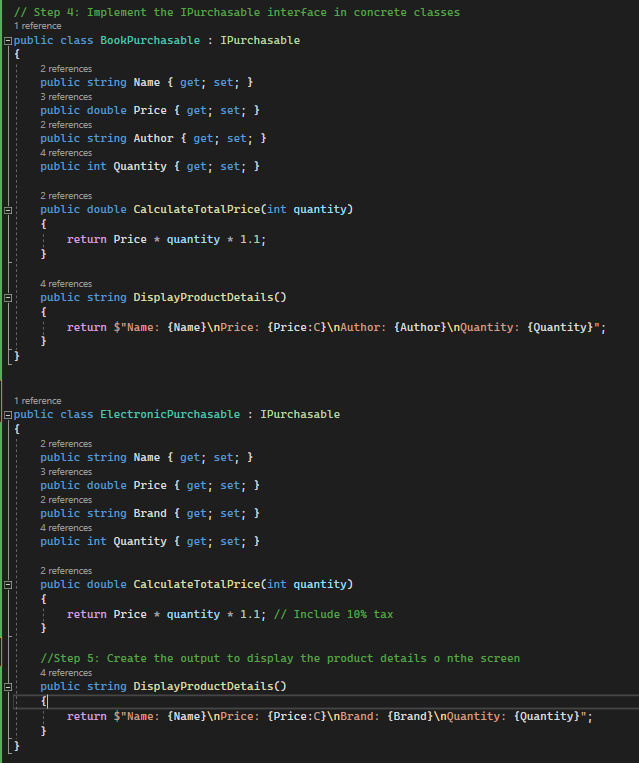 // Step 4: Implement the IPurchasable interface in concrete classes
1 reference
public class BookPurchasable : IPurchasable
{
2 references
public string Name { get; set; }
3 references
public double Price { get; set; }
2 references
public string Author { get; set; }
4 references
public int Quantity { get; set; }
2 references
public double CalculateTotalPrice(int quantity)
{
return Price * quantity * 1.1;
}
4 references
public string DisplayProductDetails()
{
return $"Name: {Name}\nPrice: {Price:C}\nAuthor: {Author}\nQuantity: {Quantity}";
}
}
1 reference
public class ElectronicPurchasable : IPurchasable
{
2 references
public string Name { get; set; }
3 references
public double Price { get; set; }
2 references
public string Brand { get; set; }
4 references
public int Quantity { get; set; }
2 references
public double CalculateTotalPrice(int quantity)
{
return Price * quantity * 1.1; // Include 10% tax
}
//Step 5: Create the output to display the product details o nthe screen
4 references
public string DisplayProductDetails()
{
return $"Name: {Name}\nPrice: {Price:C}\nBrand: {Brand}\nQuantity: {Quantity}";
}
}